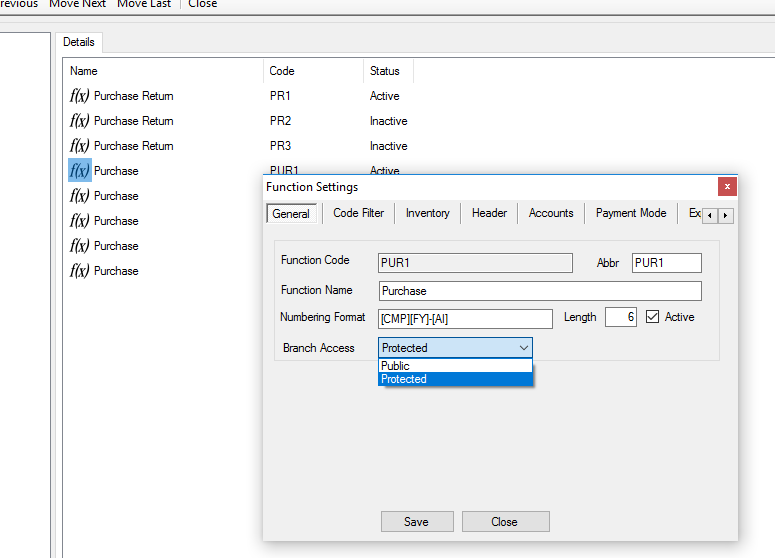 revious Move Next Move Last Close
Details
Name Code Status
f(x) Purchase Return PR1 Active
f(x) Purchase Return PR2 Inactive
f(x) Purchase Return PR3 Inactive
f(x) Purchase PUR1 Active
f(x) Purchase
f(x) Purchase
f(x) Purchase
f(x) Purchase
Function Settings x
General Code Filter Inventory Header Accounts Payment Mode Ex
Function Code PUR1 Abbr PUR1
Function Name Purchase
Numbering Format [CMP][FY]-[AI] Length 6 Active
Branch Access Protected
Public
Protected
Save Close